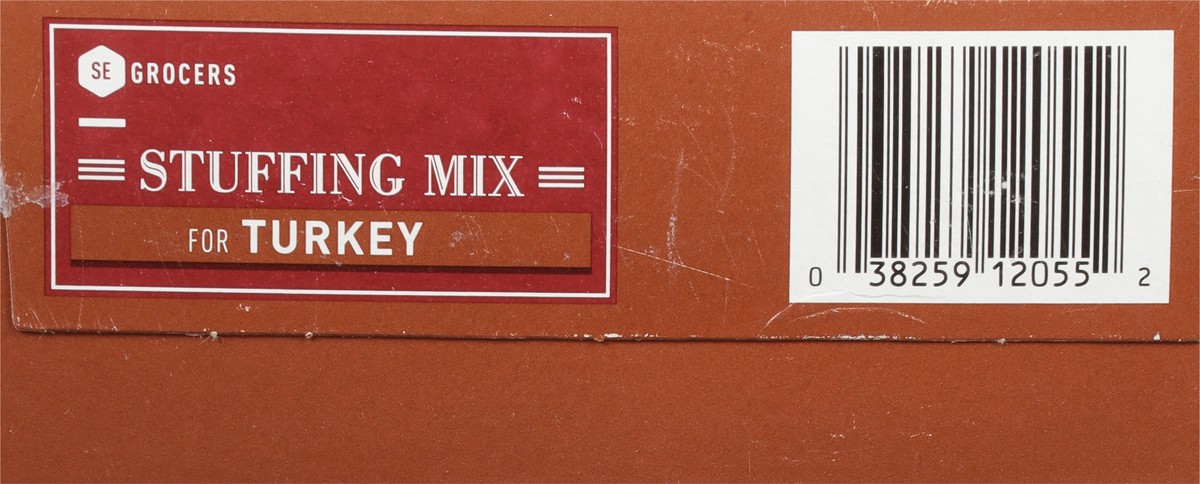 SE GROCERS
STUFFING MIX
FOR TURKEY
0 38259 12055 2